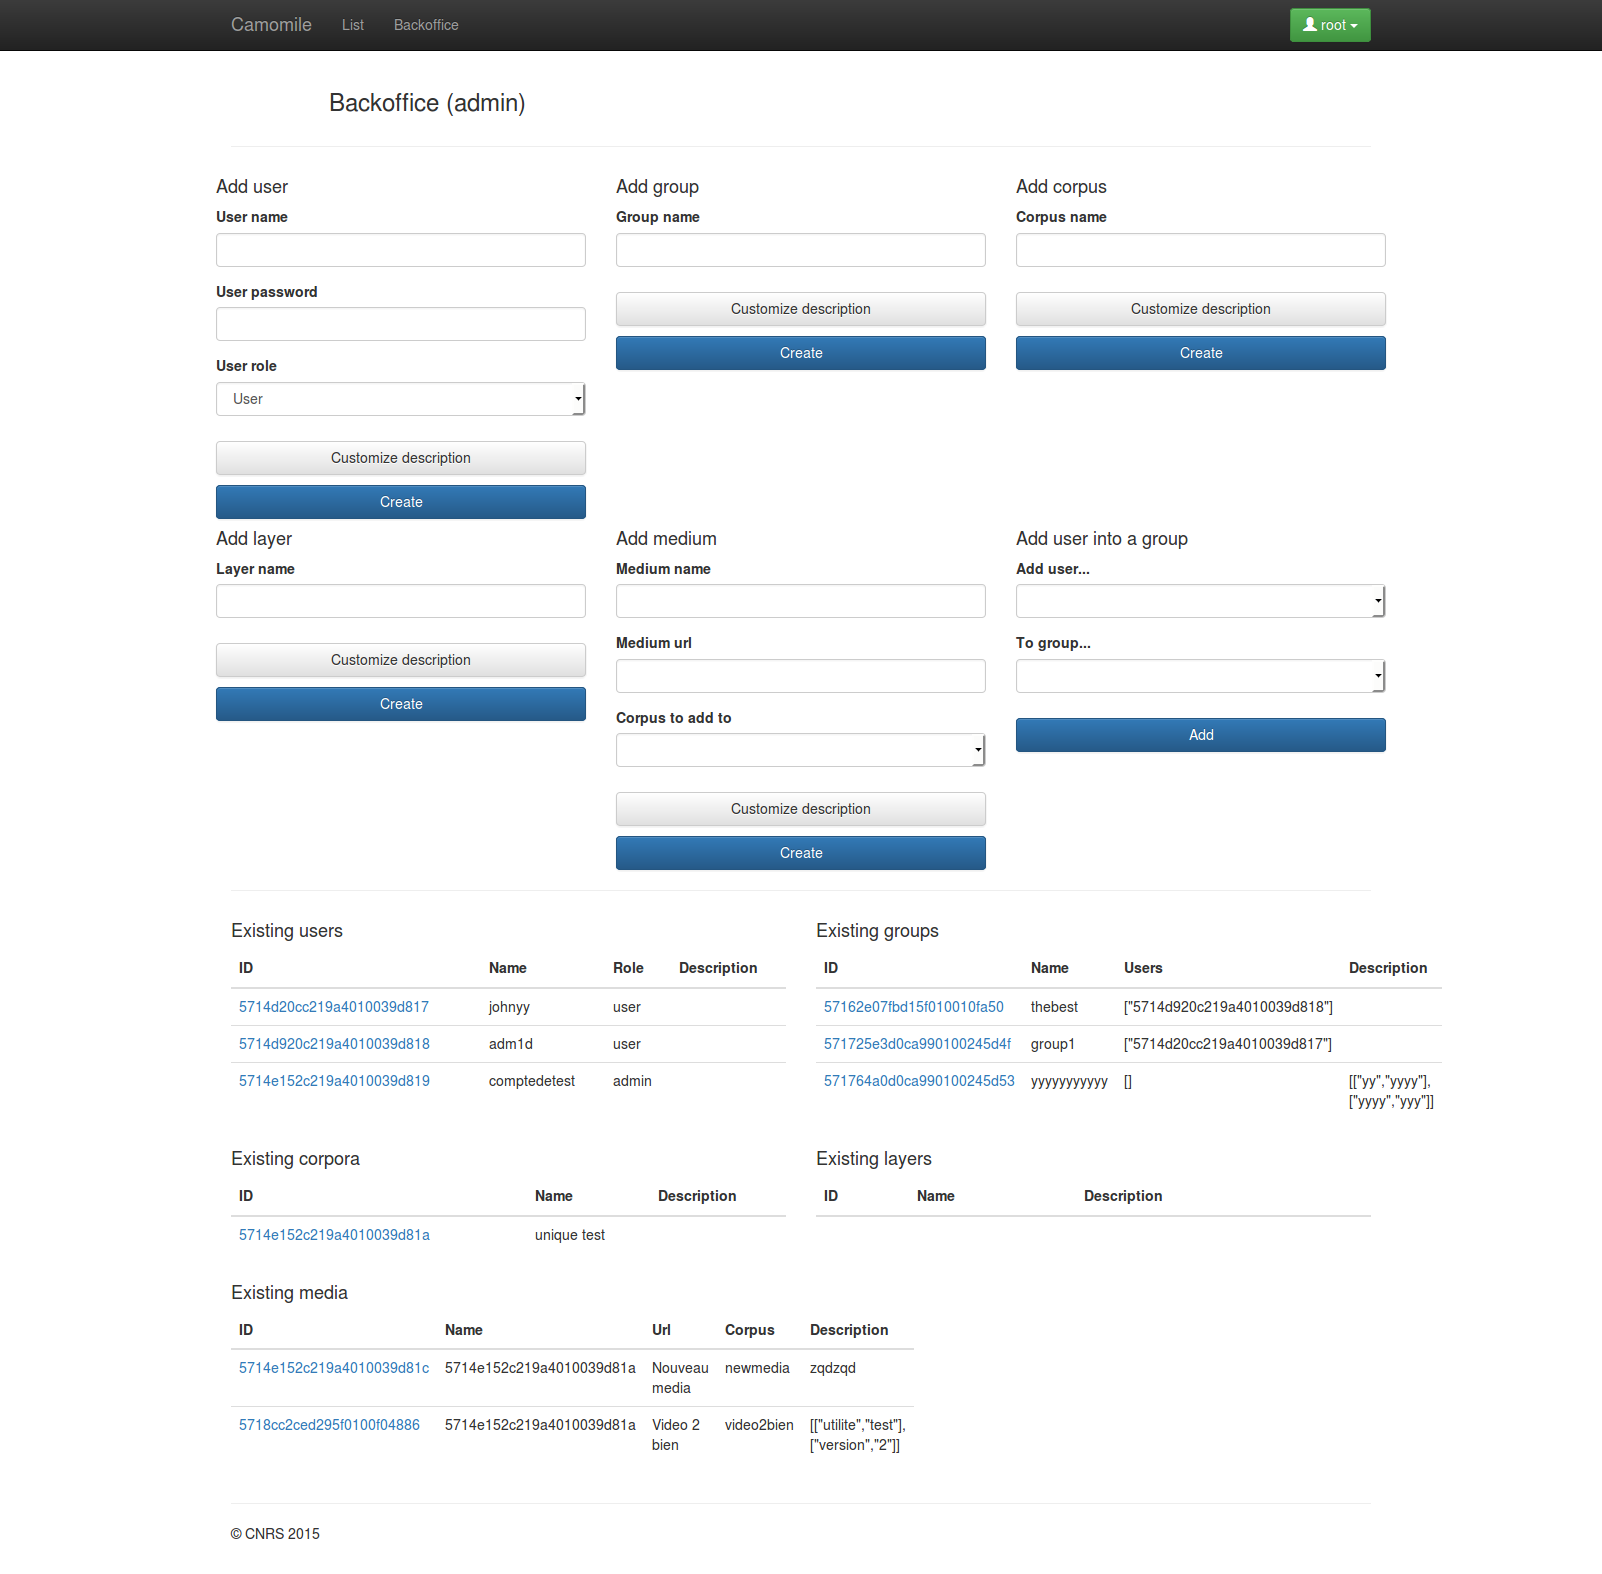 Camomile List Backoffice root
Backoffice (admin)
Add user
User name
User password
User role
User
Customize description
Create
Add group
Group name
Customize description
Create
Add corpus
Corpus name
Customize description
Create
Add layer
Layer name
Customize description
Create
Add medium
Medium name
Medium url
Corpus to add to
Customize description
Create
Add user into a group
Add user...
To group...
Add
Existing users
ID Name Role Description
5714d20cc219a4010039d817 johnyy user
5714d920c219a4010039d818 adm1d user
5714e152c219a4010039d819 comptedetest admin
Existing groups
ID Name Users Description
57162e07fbd15f010010fa50 thebest ["5714d920c219a4010039d818"]
571725e3d0ca990100245d4f group1 ["5714d20cc219a4010039d817"]
571764a0d0ca990100245d53 yyyyyyyyyyy [] [["yy","yyyy"],
["yyyy","yyy"]]
Existing corpora
ID Name Description
5714e152c219a4010039d81a unique test
Existing layers
ID Name Description
Existing media
ID Name Url Corpus Description
5714e152c219a4010039d81c 5714e152c219a4010039d81a Nouveau newmedia zqdzqd
media
5718cc2ced295f0100f04886 5714e152c219a4010039d81a Video 2 video2bien [["utilite","test"],
bien ["version","2"]]
© CNRS 2015